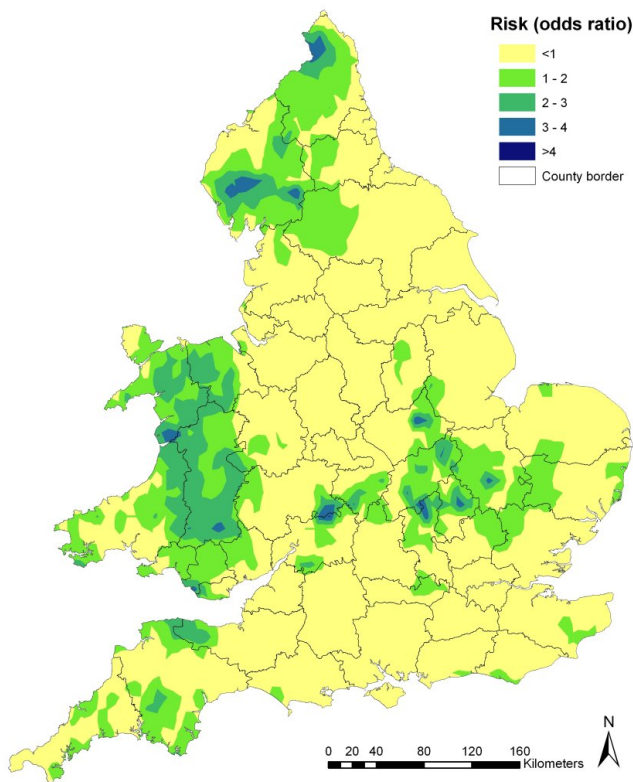 Risk (odds ratio)
<1
1 - 2
2 - 3
3 - 4
>4
County border
N
0 20 40 80 120 160
Kilometers